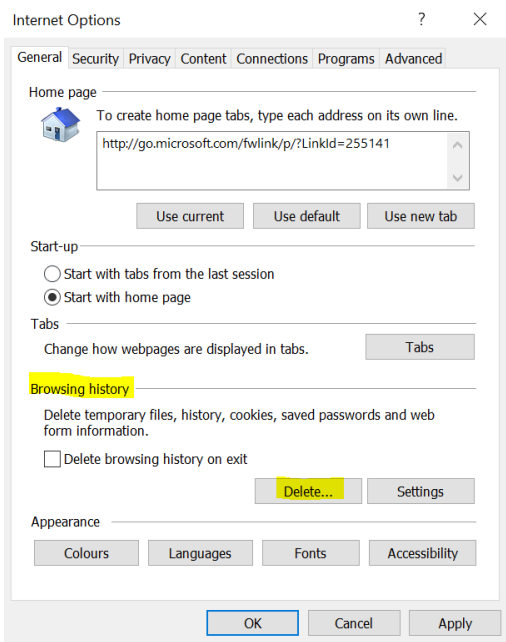 Internet Options ? ×
General Security Privacy Content Connections Programs Advanced
Home page
To create home page tabs, type each address on its own line.
http://go.microsoft.com/fwlink/p/?LinkId=255141
Use current Use default Use new tab
Start-up
Start with tabs from the last session
Start with home page
Tabs
Change how webpages are displayed in tabs. Tabs
Browsing history
Delete temporary files, history, cookies, saved passwords and web
form information.
Delete browsing history on exit
Delete... Settings
Appearance
Colours Languages Fonts Accessibility
OK Cancel Apply